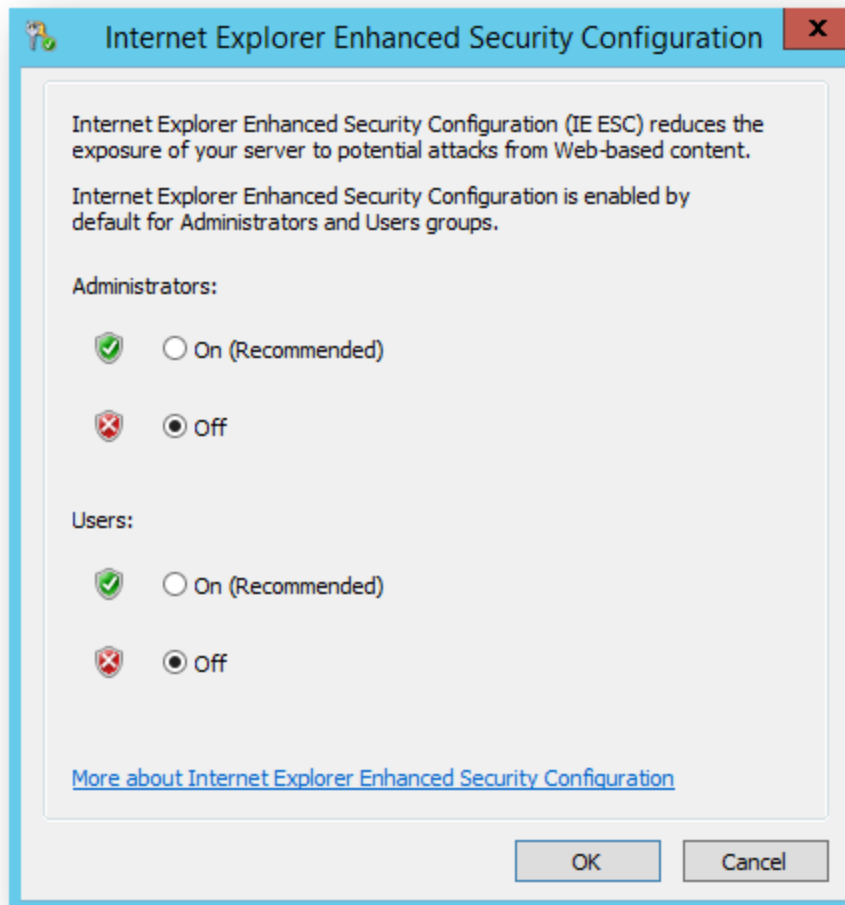 Internet Explorer Enhanced Security Configuration
X
Internet Explorer Enhanced Security Configuration (IE ESC) reduces the
exposure of your server to potential attacks from Web-based content.
Internet Explorer Enhanced Security Configuration is enabled by
default for Administrators and Users groups.
Administrators:
On (Recommended)
Off
Users:
On (Recommended)
Off
More about Internet Explorer Enhanced Security Configuration
OK Cancel